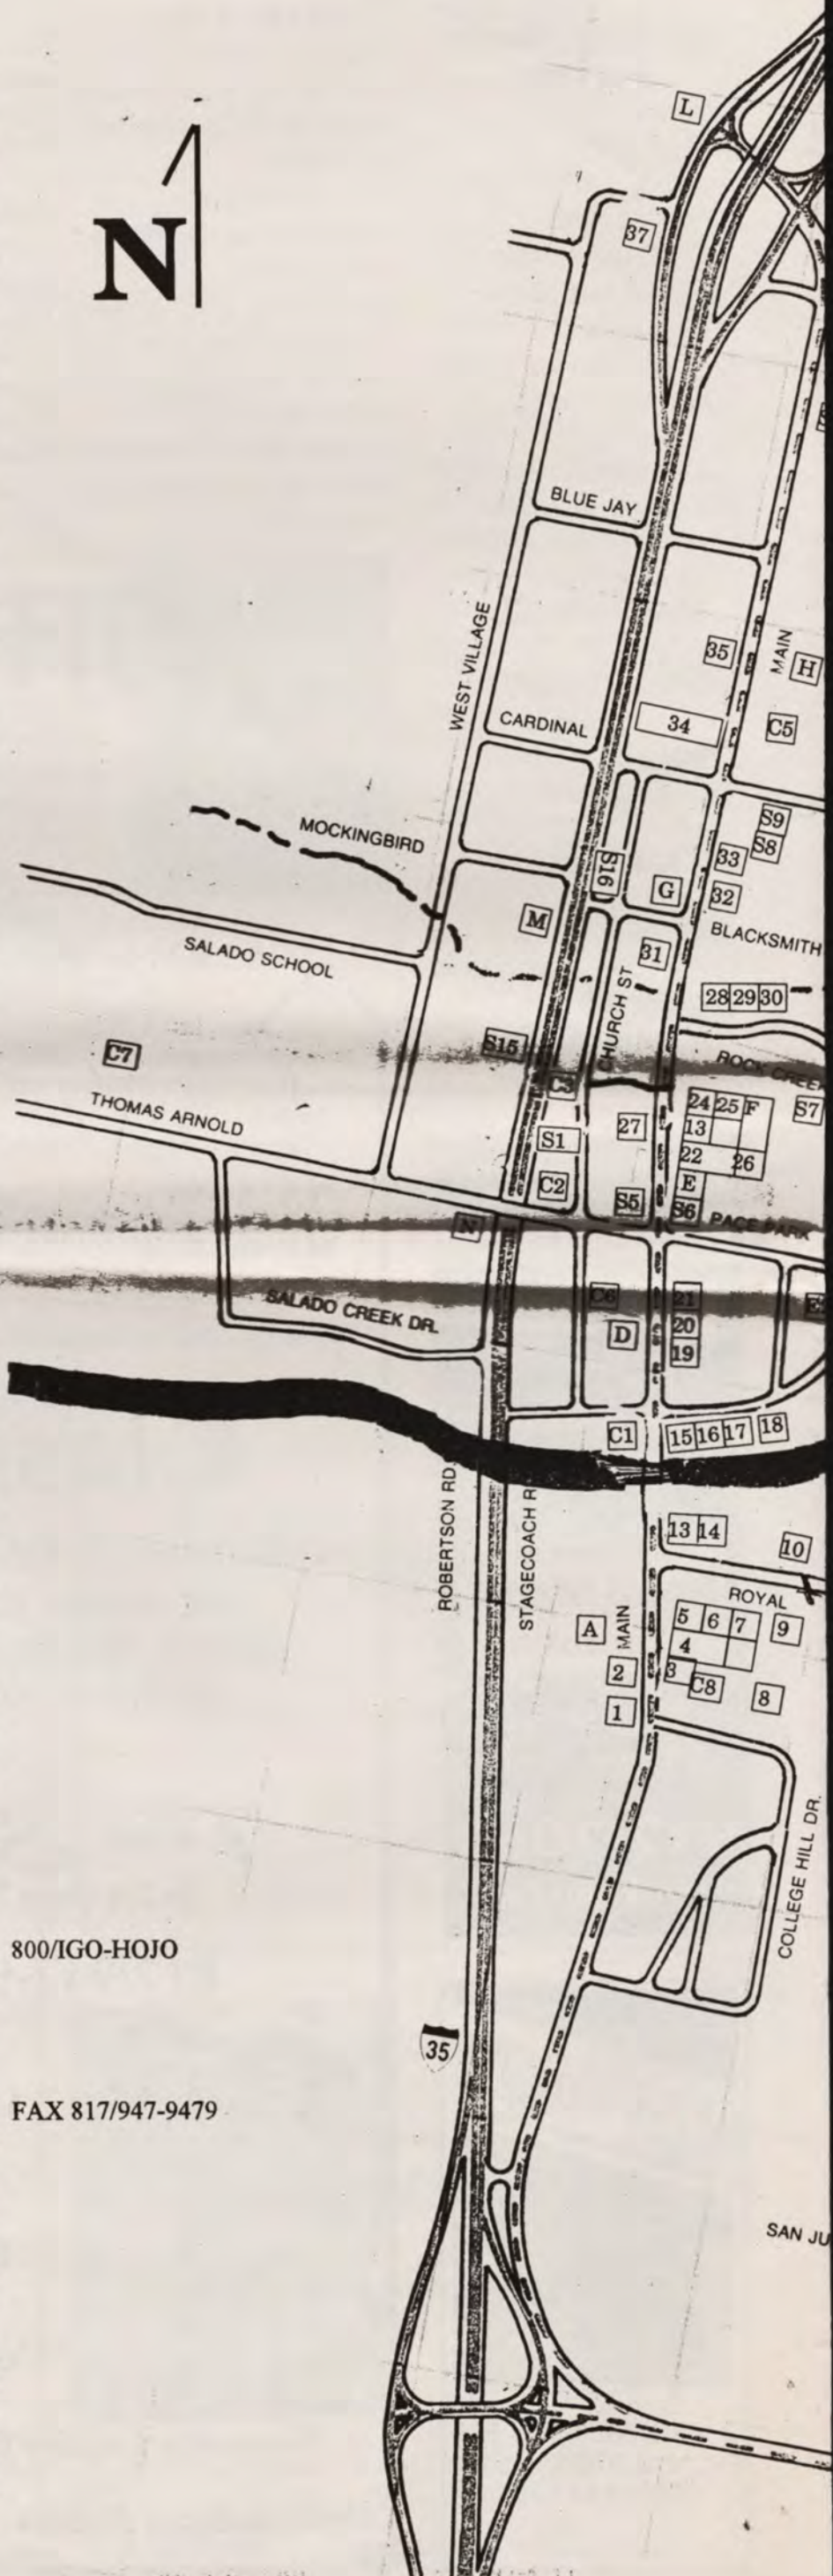 L
N
37
BLUE JAY
WEST VILLAGE
35
MAIN
H
CARDINAL
34
C5
MOCKINGBIRD
S9
S8
33
S16
G
32
M
BLACKSMITH
SALADO SCHOOL
31
CHURCH ST
28 29 30
S15
C7
ROCK CREEK
C3
THOMAS ARNOLD
24 25 F
S7
27
13
S1
22 26
C2
E
S5
S6
PACE PARK
N
SALADO CREEK DR.
C6
21
E
D
20
19
C1
15 16 17 18
ROBERTSON RD.
STAGECOACH R
13 14
10
ROYAL
A
MAIN
5 6 7 9
4
2
3
C8
8
1
COLLEGE HILL DR.
800/IGO-HOJO
35
FAX 817/947-9479
SAN JU